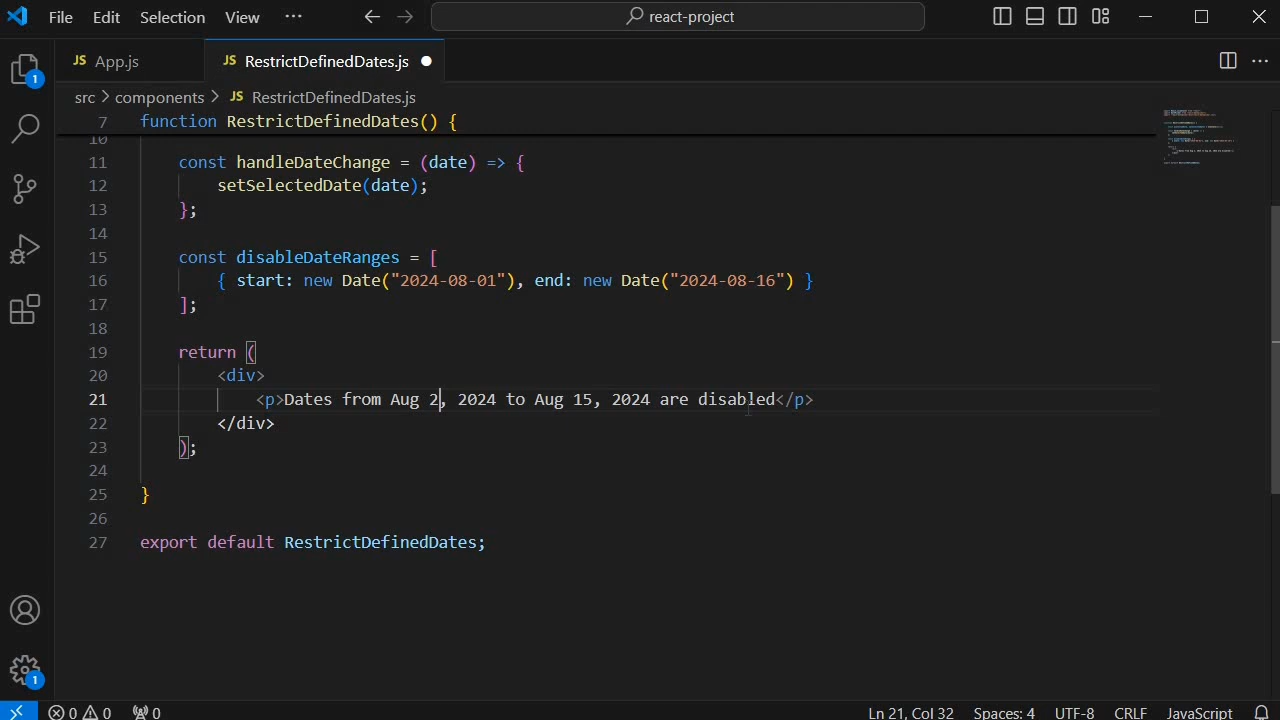 File Edit Selection View ··· react-project
JS App.js JS RestrictDefinedDates.js ●
src > components > JS RestrictDefinedDates.js
7 function RestrictDefinedDates() {
10
11 const handleDateChange = (date) => {
12 setSelectedDate(date);
13 };
14
15 const disableDateRanges = [
16 { start: new Date("2024-08-01"), end: new Date("2024-08-16") }
17 ];
18
19 return (
20 <div>
21 <p>Dates from Aug 2, 2024 to Aug 15, 2024 are disabled</p>
22 </div>
23 );
24
25 }
26
27 export default RestrictDefinedDates;
1
1
0 0 0 Ln 21, Col 32 Spaces: 4 UTF-8 CRLF JavaScript